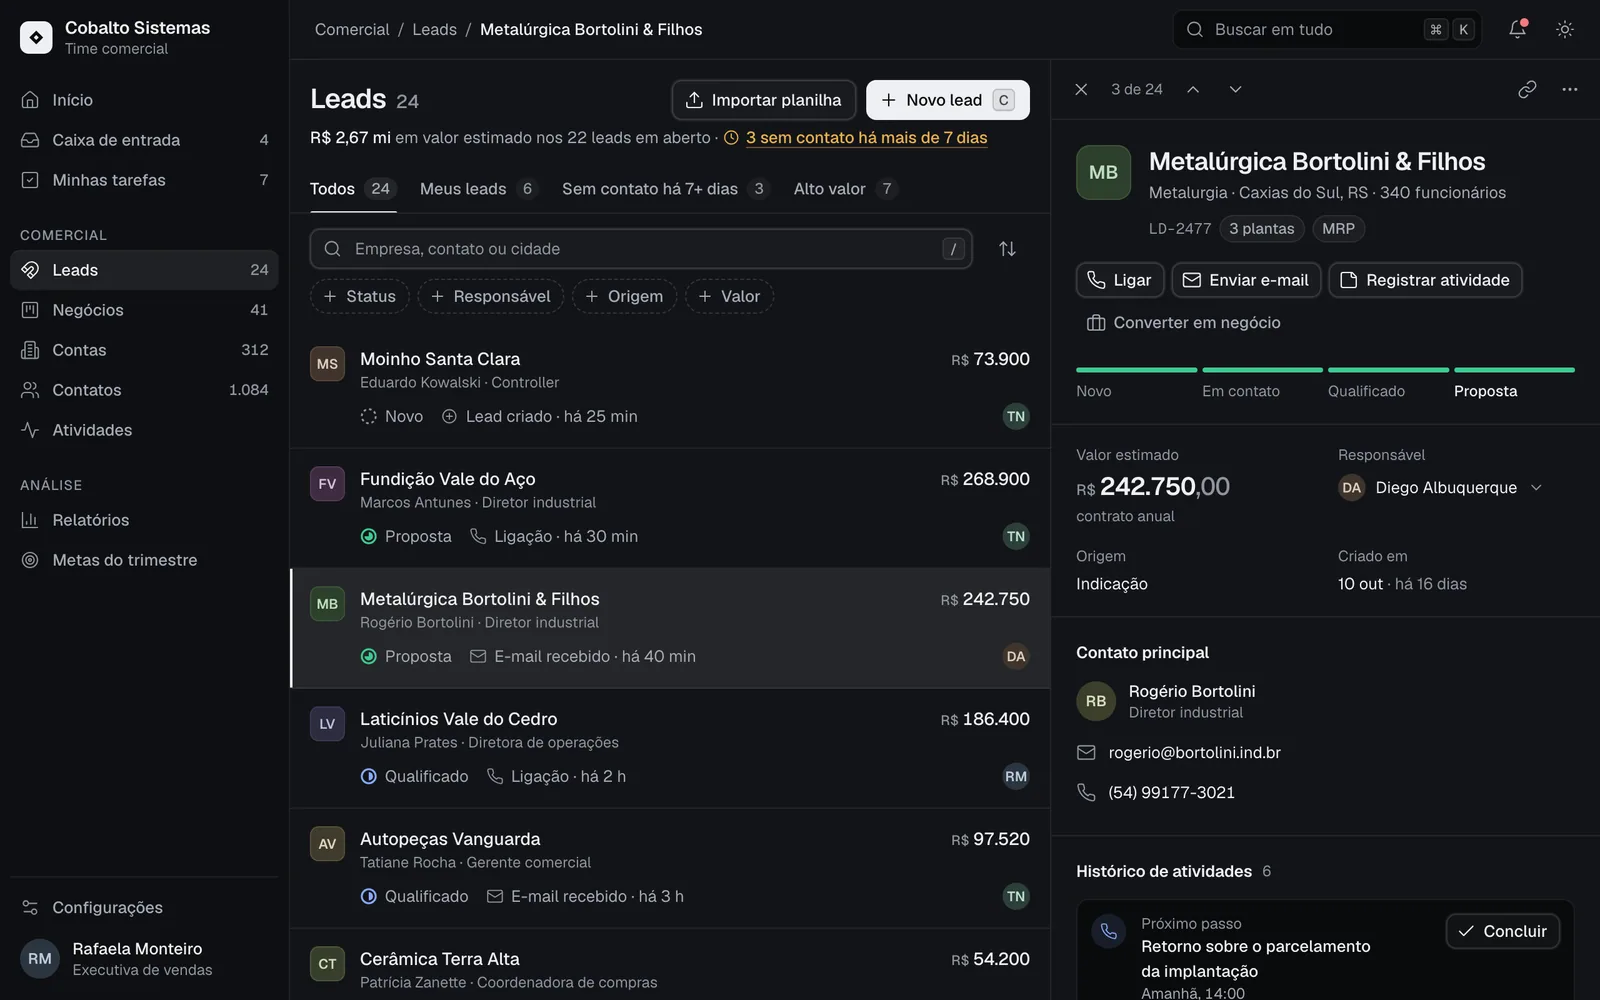 Cobalto Sistemas
Time comercial
Início
Caixa de entrada 4
Minhas tarefas 7
COMERCIAL
Leads 24
Negócios 41
Contas 312
Contatos 1.084
Atividades
ANÁLISE
Relatórios
Metas do trimestre
Configurações
RM
Rafaela Monteiro
Executiva de vendas
Comercial / Leads / Metalúrgica Bortolini & Filhos
Buscar em tudo ⌘ K
Leads 24
Importar planilha
Novo lead C
R$ 2,67 mi em valor estimado nos 22 leads em aberto · 3 sem contato há mais de 7 dias
Todos 24 Meus leads 6 Sem contato há 7+ dias 3 Alto valor 7
Empresa, contato ou cidade /
+ Status + Responsável + Origem + Valor
MS Moinho Santa Clara R$ 73.900
Eduardo Kowalski · Controller
Novo Lead criado · há 25 min TN
FV Fundição Vale do Aço R$ 268.900
Marcos Antunes · Diretor industrial
Proposta Ligação · há 30 min TN
MB Metalúrgica Bortolini & Filhos R$ 242.750
Rogério Bortolini · Diretor industrial
Proposta E-mail recebido · há 40 min DA
LV Laticínios Vale do Cedro R$ 186.400
Juliana Prates · Diretora de operações
Qualificado Ligação · há 2 h RM
AV Autopeças Vanguarda R$ 97.520
Tatiane Rocha · Gerente comercial
Qualificado E-mail recebido · há 3 h TN
CT Cerâmica Terra Alta R$ 54.200
Patrícia Zanette · Coordenadora de compras
3 de 24
MB
Metalúrgica Bortolini & Filhos
Metalurgia · Caxias do Sul, RS · 340 funcionários
LD-2477 3 plantas MRP
Ligar Enviar e-mail Registrar atividade
Converter em negócio
Novo Em contato Qualificado Proposta
Valor estimado
R$ 242.750,00
contrato anual
Responsável
DA Diego Albuquerque
Origem
Indicação
Criado em
10 out · há 16 dias
Contato principal
RB
Rogério Bortolini
Diretor industrial
rogerio@bortolini.ind.br
(54) 99177-3021
Histórico de atividades 6
Próximo passo
Retorno sobre o parcelamento
da implantação
Amanhã, 14:00
Concluir